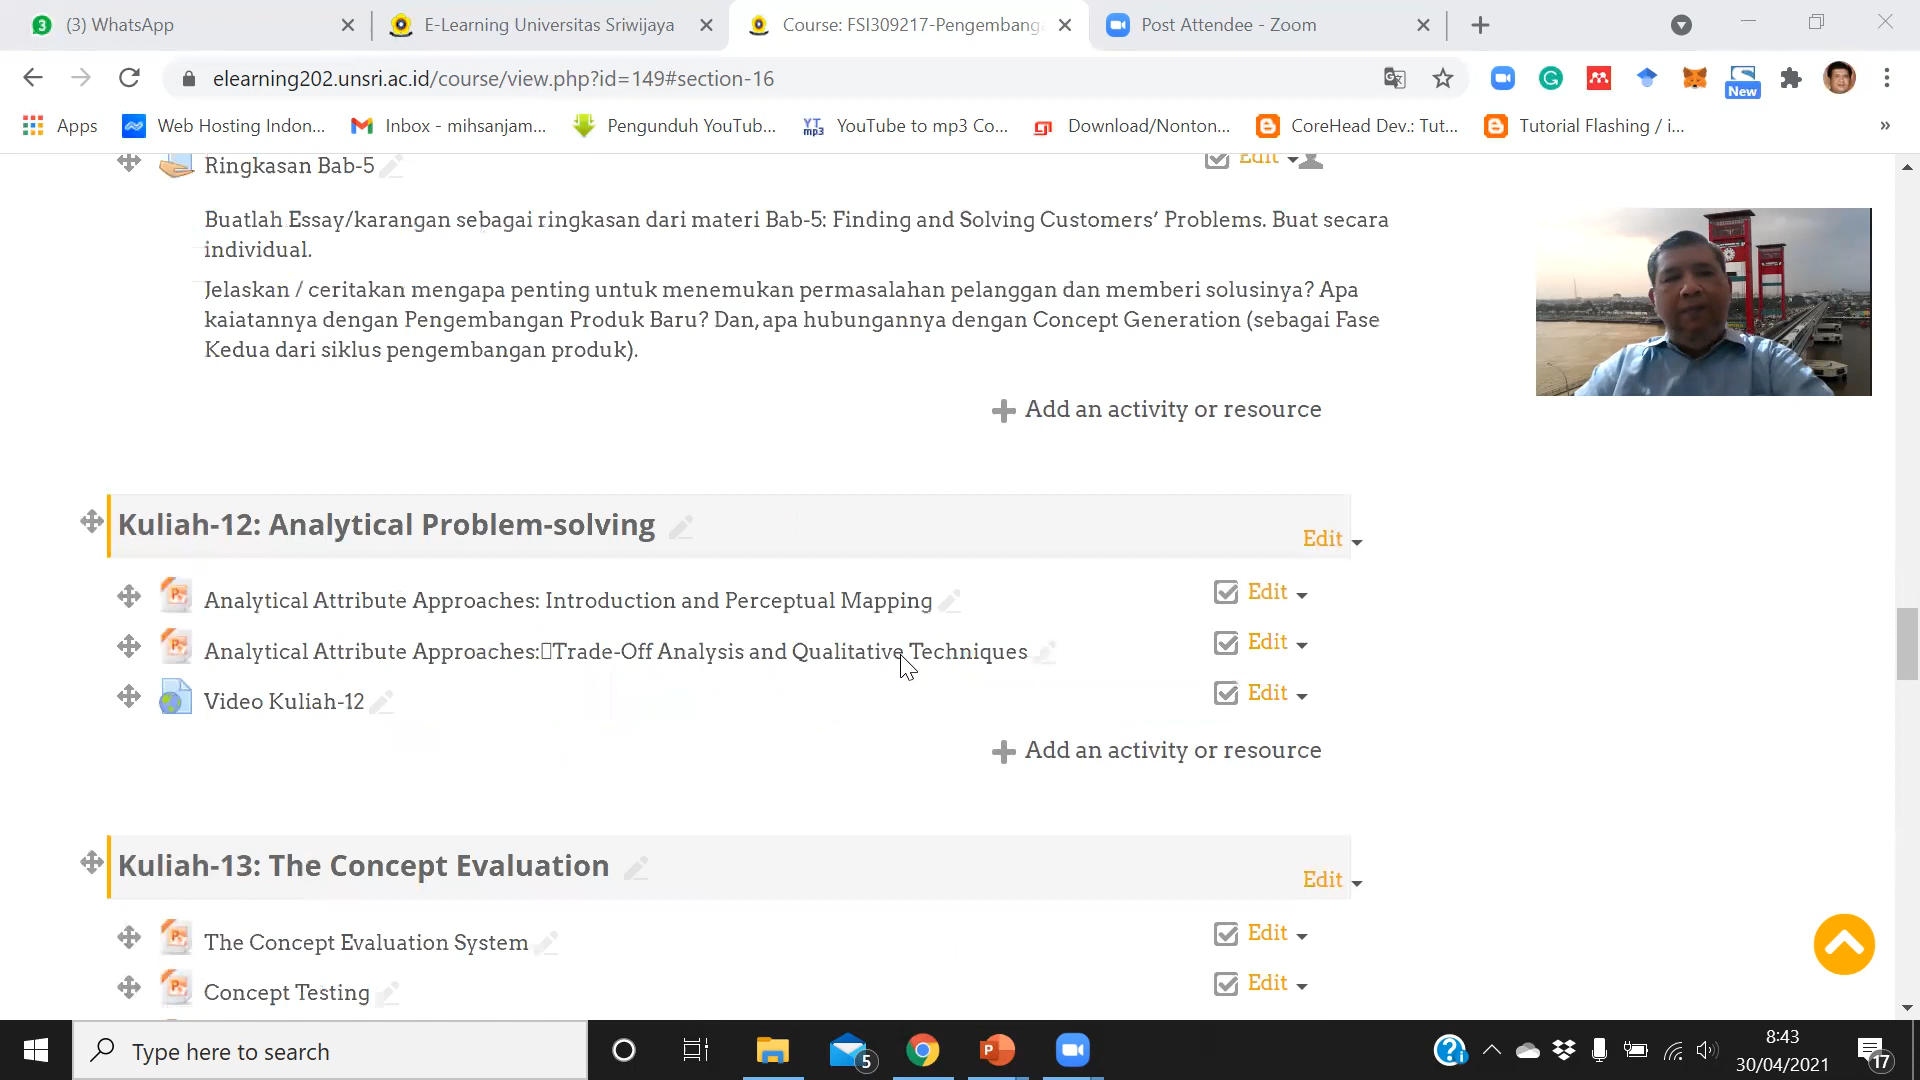 (3) WhatsApp
E-Learning Universitas Sriwijaya
Course: FSI309217-Pengembang
Post Attendee - Zoom
elearning202.unsri.ac.id/course/view.php?id=149#section-16
New
Apps
Web Hosting Indon...
Inbox - mihsanjam...
Pengunduh YouTub...
YouTube to mp3 Co...
Download/Nonton...
CoreHead Dev.: Tut...
Tutorial Flashing / i...
»
Ringkasan Bab-5
Edit
Buatlah Essay/karangan sebagai ringkasan dari materi Bab-5: Finding and Solving Customers’ Problems. Buat secara
individual.
Jelaskan / ceritakan mengapa penting untuk menemukan permasalahan pelanggan dan memberi solusinya? Apa
kaiatannya dengan Pengembangan Produk Baru? Dan, apa hubungannya dengan Concept Generation (sebagai Fase
Kedua dari siklus pengembangan produk).
Add an activity or resource
Kuliah-12: Analytical Problem-solving
Edit
Analytical Attribute Approaches: Introduction and Perceptual Mapping
Edit
Analytical Attribute Approaches:Trade-Off Analysis and Qualitative Techniques
Edit
Video Kuliah-12
Edit
Add an activity or resource
Kuliah-13: The Concept Evaluation
Edit
The Concept Evaluation System
Edit
Concept Testing
Edit
Type here to search
5
8:43
30/04/2021
17